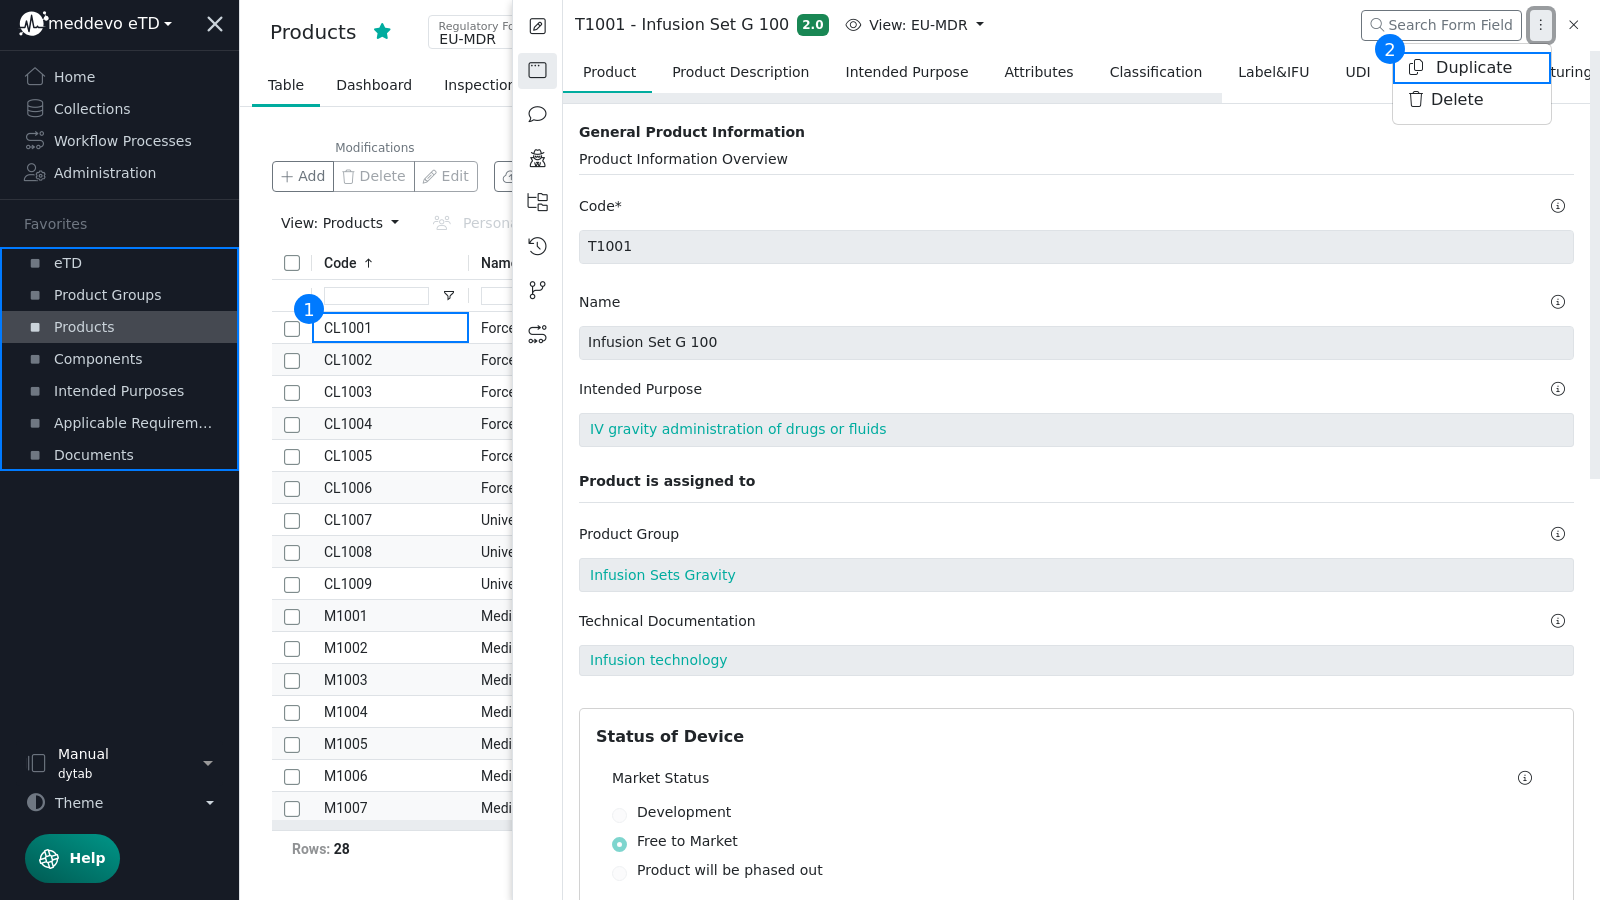 meddevo eTD
Home
Collections
Workflow Processes
Administration
Favorites
eTD
Product Groups
Products
Components
Intended Purposes
Applicable Requirem...
Documents
Manual
dytab
Theme
Help
Products
Regulatory Fo
EU-MDR
Table
Dashboard
Inspection
Modifications
Add
Delete
Edit
View: Products
Persona
Code
Name
1
CL1001
Force
CL1002
Force
CL1003
Force
CL1004
Force
CL1005
Force
CL1006
Force
CL1007
Unive
CL1008
Unive
CL1009
Unive
M1001
Medi
M1002
Medi
M1003
Medi
M1004
Medi
M1005
Medi
M1006
Medi
M1007
Medi
Rows: 28
T1001 - Infusion Set G 100
2.0
View: EU-MDR
Search Form Field
2
Duplicate
Delete
Product
Product Description
Intended Purpose
Attributes
Classification
Label&IFU
UDI
turing
General Product Information
Product Information Overview
Code*
T1001
Name
Infusion Set G 100
Intended Purpose
IV gravity administration of drugs or fluids
Product is assigned to
Product Group
Infusion Sets Gravity
Technical Documentation
Infusion technology
Status of Device
Market Status
Development
Free to Market
Product will be phased out